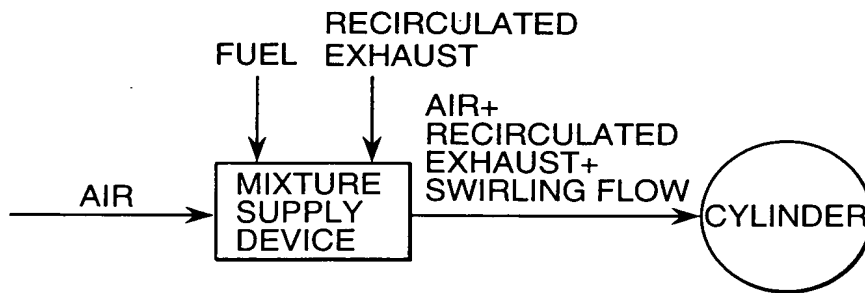 RECIRCULATED
EXHAUST
FUEL
AIR+
RECIRCULATED
EXHAUST+
SWIRLING FLOW
AIR
MIXTURE
SUPPLY
DEVICE
CYLINDER